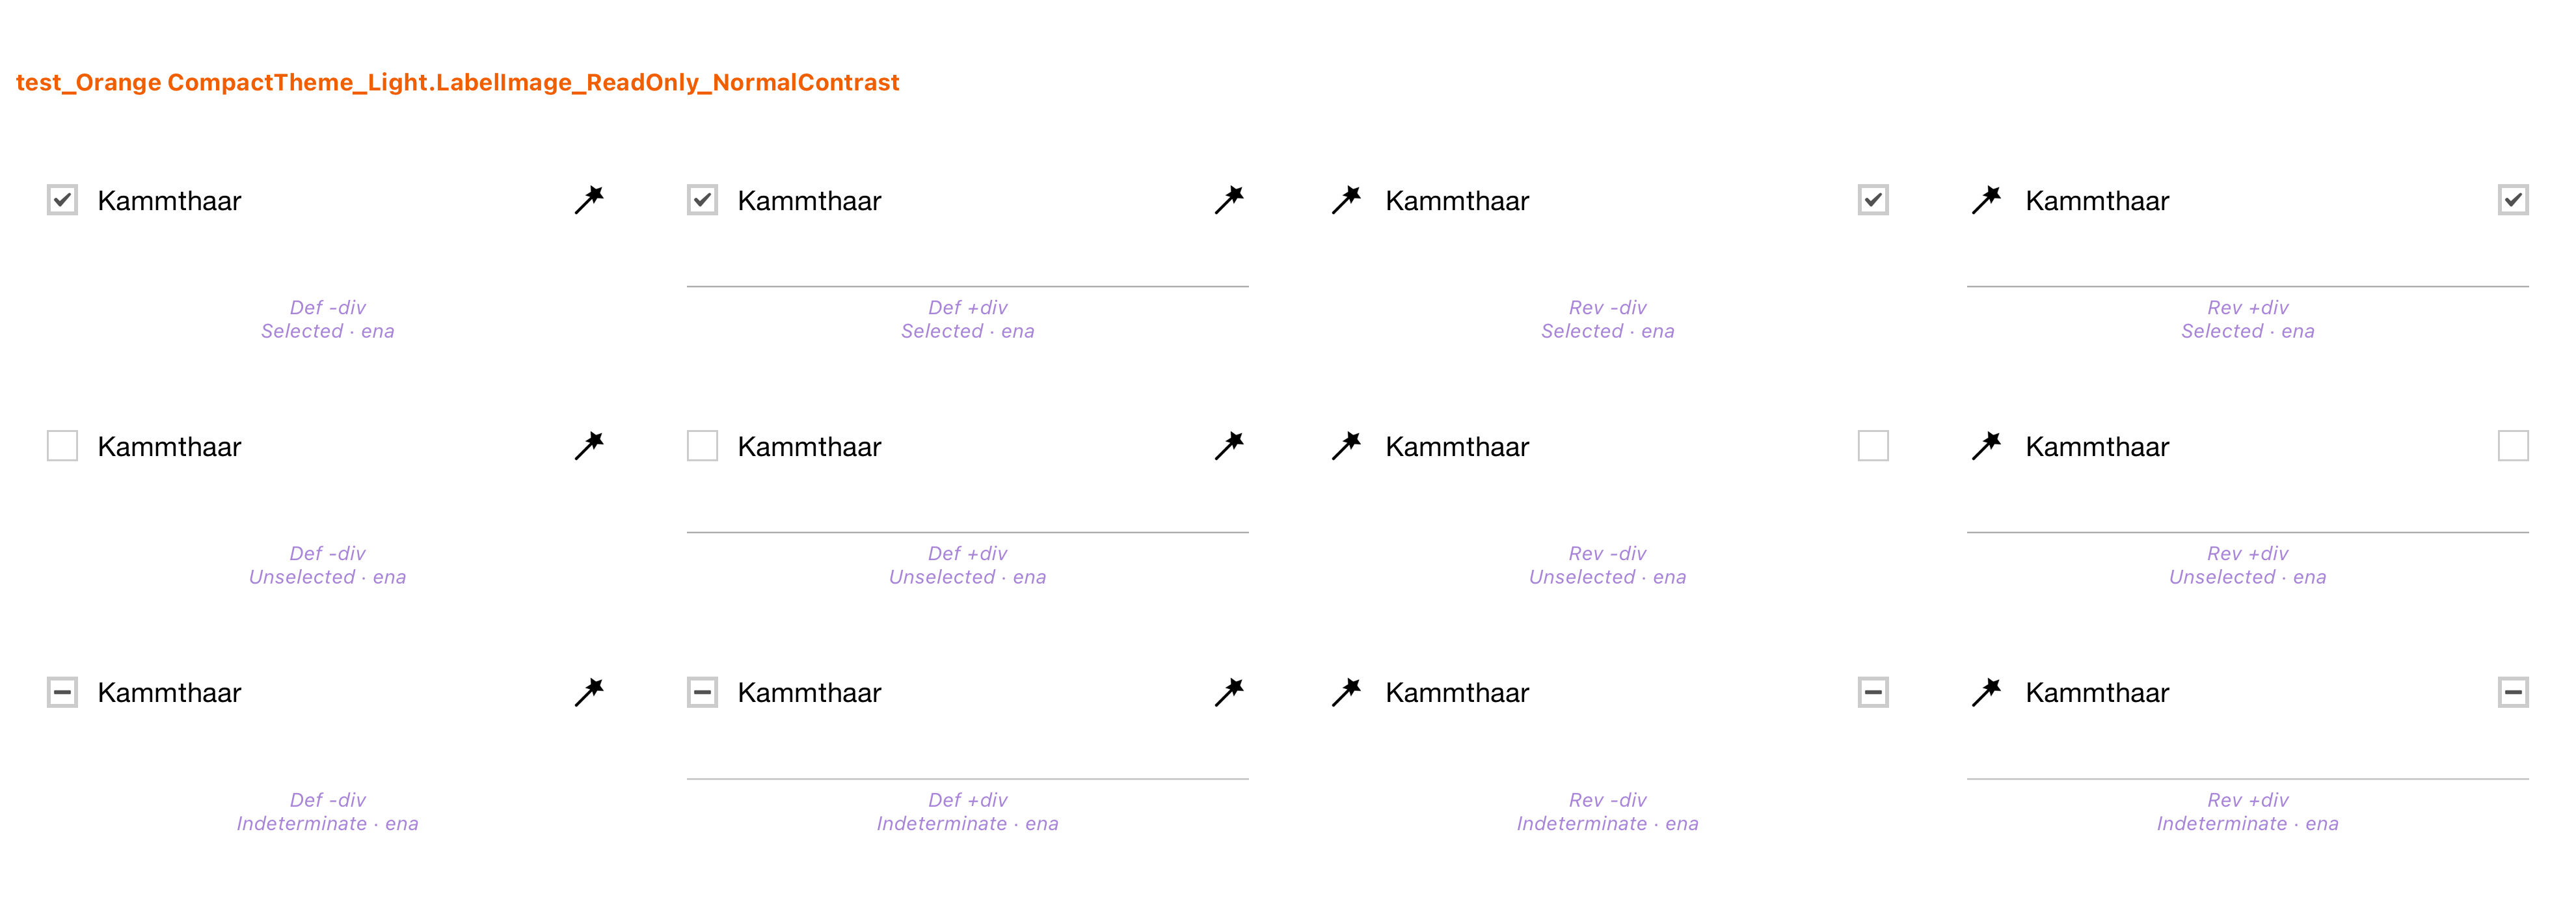 test_Orange CompactTheme_Light.LabelImage_ReadOnly_NormalContrast
Kammthaar
Kammthaar
Kammthaar
Kammthaar
Def -div
Selected · ena
Def +div
Selected · ena
Rev -div
Selected · ena
Rev +div
Selected · ena
Kammthaar
Kammthaar
Kammthaar
Kammthaar
Def -div
Unselected · ena
Def +div
Unselected · ena
Rev -div
Unselected · ena
Rev +div
Unselected · ena
Kammthaar
Kammthaar
Kammthaar
Kammthaar
Def -div
Indeterminate · ena
Def +div
Indeterminate · ena
Rev -div
Indeterminate · ena
Rev +div
Indeterminate · ena